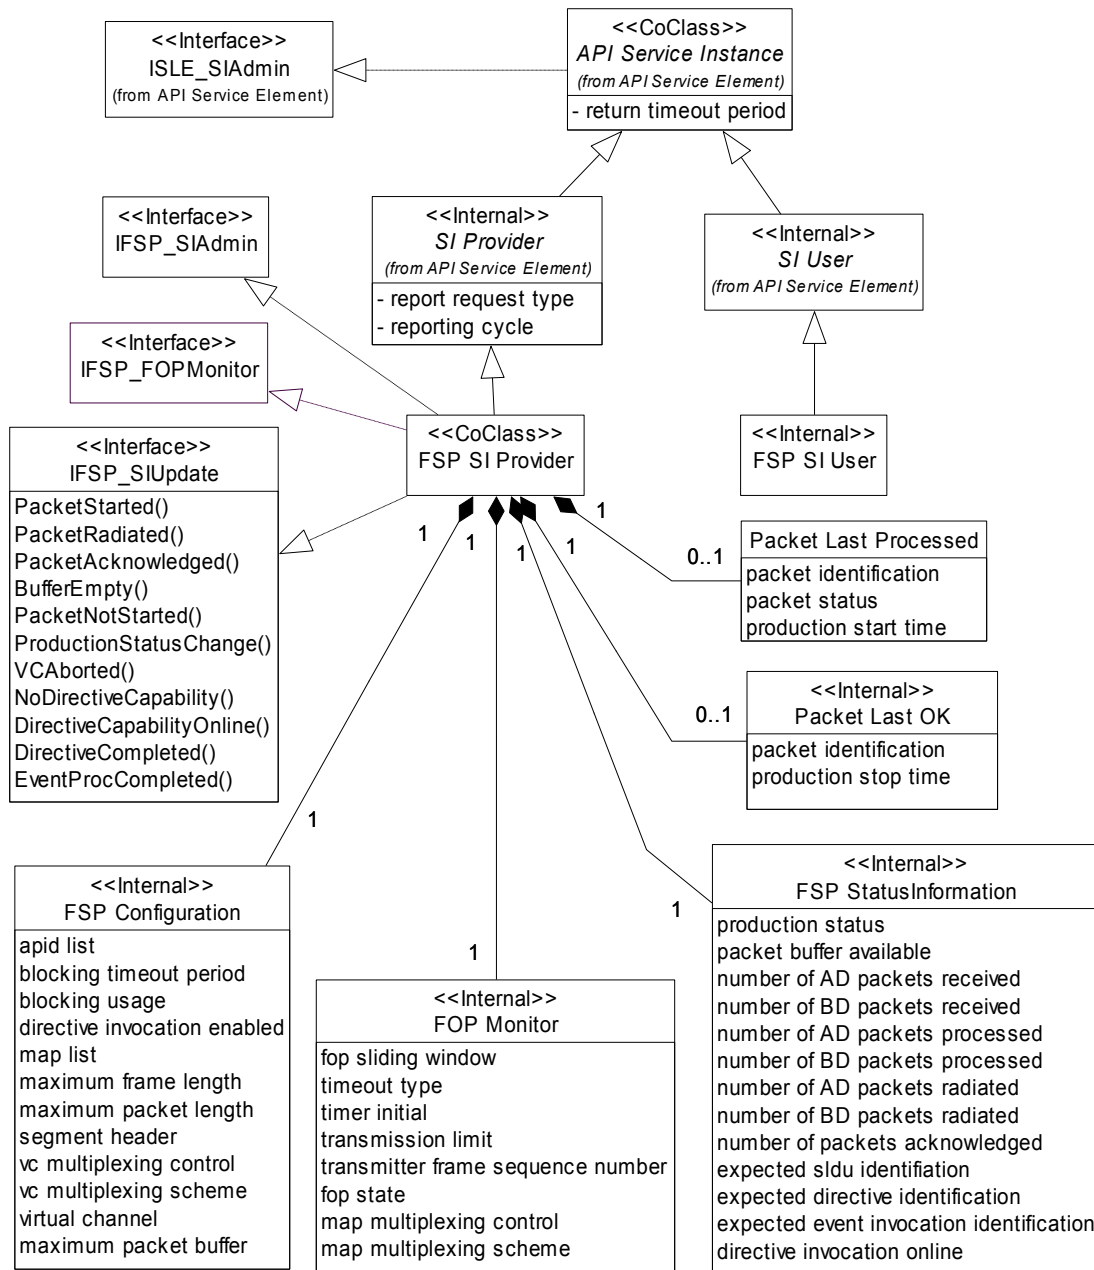 <<Interface>>
ISLE_SIAdmin
(from API Service Element)
<<CoClass>>
API Service Instance
(from API Service Element)
- return timeout period
<<Interface>>
IFSP_SIAdmin
<<Internal>>
SI Provider
(from API Service Element)
- report request type
- reporting cycle
<<Internal>>
SI User
(from API Service Element)
<<Interface>>
IFSP_FOPMonitor
<<Interface>>
IFSP_SIUpdate
PacketStarted()
PacketRadiated()
PacketAcknowledged()
BufferEmpty()
PacketNotStarted()
ProductionStatusChange()
VCAborted()
NoDirectiveCapability()
DirectiveCapabilityOnline()
DirectiveCompleted()
EventProcCompleted()
<<CoClass>>
FSP SI Provider
<<Internal>>
FSP SI User
1
1
1
1
1
0..1
Packet Last Processed
packet identification
packet status
production start time
0..1
<<Internal>>
Packet Last OK
packet identification
production stop time
1
1
1
<<Internal>>
FSP Configuration
apid list
blocking timeout period
blocking usage
directive invocation enabled
map list
maximum frame length
maximum packet length
segment header
vc multiplexing control
vc multiplexing scheme
virtual channel
maximum packet buffer
<<Internal>>
FOP Monitor
fop sliding window
timeout type
timer initial
transmission limit
transmitter frame sequence number
fop state
map multiplexing control
map multiplexing scheme
<<Internal>>
FSP StatusInformation
production status
packet buffer available
number of AD packets received
number of BD packets received
number of AD packets processed
number of BD packets processed
number of AD packets radiated
number of BD packets radiated
number of packets acknowledged
expected sldu identifiation
expected directive identification
expected event invocation identification
directive invocation online